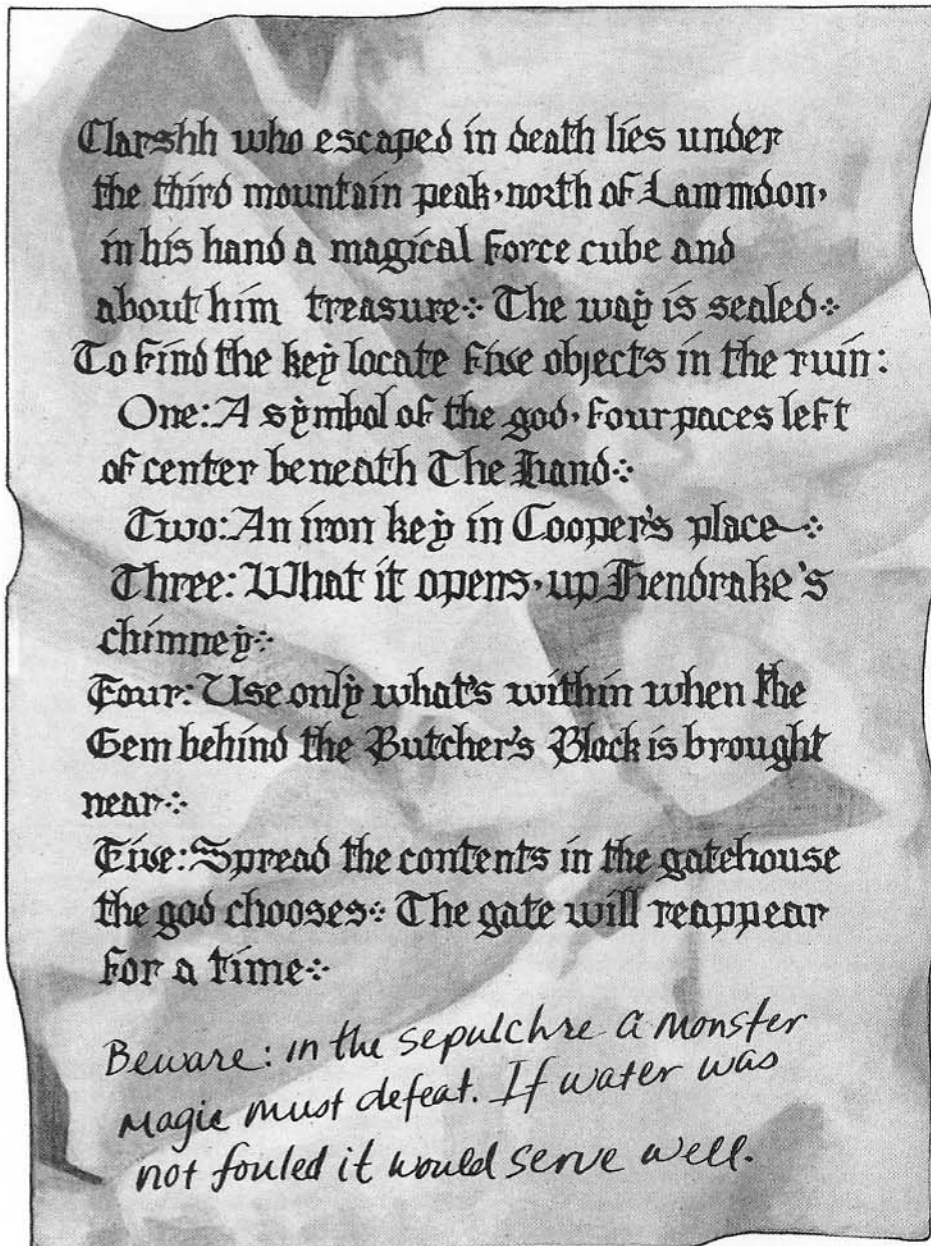 Clarshh who escaped in death lies under
the third mountain peak, north of Lammdon,
in his hand a magical force cube and
about him treasure⁘ The way is sealed⁘
To find the key locate five objects in the ruin:
One: A symbol of the god, four paces left
of center beneath The Hand⁘
Two: An iron key in Cooper's place⁘
Three: What it opens, up Hendrake's
chimney⁘
Four: Use only what's within when the
Gem behind the Butcher's Block is brought
near⁘
Five: Spread the contents in the gatehouse
the god chooses⁘ The gate will reappear
for a time⁘
Beware: in the sepulchre a monster
magic must defeat. If water was
not fouled it would serve well.